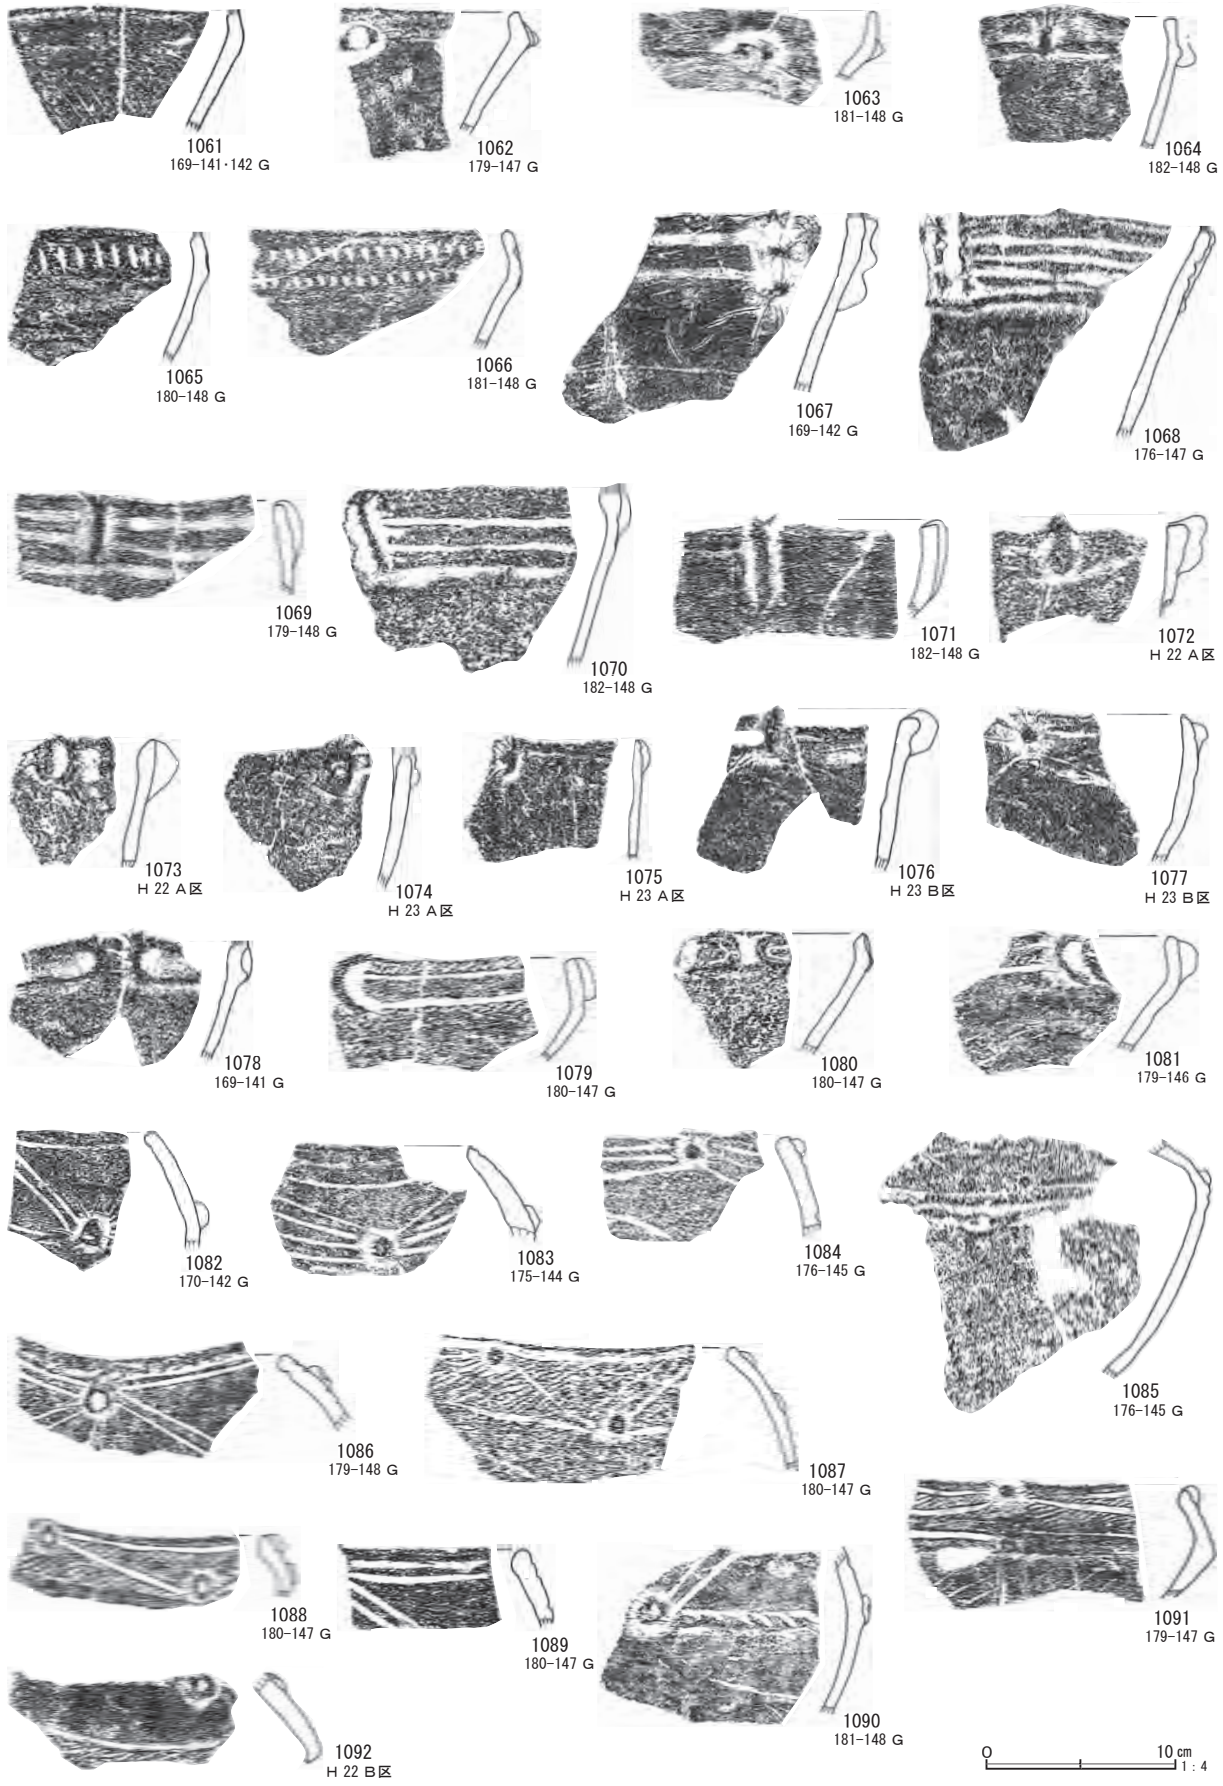 1061
169-141･142 G
1062
179-147 G
1063
181-148 G
1064
182-148 G
1065
180-148 G
1066
181-148 G
1067
169-142 G
1068
176-147 G
1069
179-148 G
1070
182-148 G
1071
182-148 G
1072
H 22 A区
1073
H 22 A区
1074
H 23 A区
1075
H 23 A区
1076
H 23 B区
1077
H 23 B区
1078
169-141 G
1079
180-147 G
1080
180-147 G
1081
179-146 G
1082
170-142 G
1083
175-144 G
1084
176-145 G
1085
176-145 G
1086
179-148 G
1087
180-147 G
1088
180-147 G
1089
180-147 G
1090
181-148 G
1091
179-147 G
1092
H 22 B区
0 10 cm
1 : 4